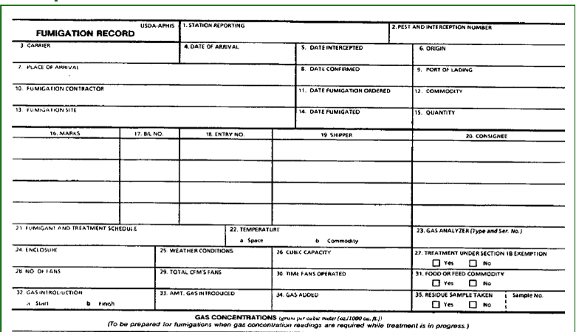 USDA-APHIS
FUMIGATION RECORD
1. STATION REPORTING
2. PEST AND INTERCEPTION NUMBER
3. CARRIER
4. DATE OF ARRIVAL
5. DATE INTERCEPTED
6. ORIGIN
7. PLACE OF ARRIVAL
8. DATE CONFIRMED
9. PORT OF LADING
10. FUMIGATION CONTRACTOR
11. DATE FUMIGATION ORDERED
12. COMMODITY
13. FUMIGATION SITE
14. DATE FUMIGATED
15. QUANTITY
16. MARKS
17. B/L NO.
18. ENTRY NO.
19. SHIPPER
20. CONSIGNEE
21. FUMIGANT AND TREATMENT SCHEDULE
22. TEMPERATURE
a Space b Commodity
23. GAS ANALYZER (Type and Ser. No.)
24. ENCLOSURE
25. WEATHER CONDITIONS
26. CUBIC CAPACITY
27. TREATMENT UNDER SECTION 18 EXEMPTION
Yes No
28. NO. OF FANS
29. TOTAL CFM'S FANS
30. TIME FANS OPERATED
31. FOOD OR FEED COMMODITY
Yes No
32. GAS INTRODUCTION
a Start b Finish
33. AMT. GAS INTRODUCED
34. GAS ADDED
35. RESIDUE SAMPLE TAKEN
Yes No
Sample No.
GAS CONCENTRATIONS (grams per cubic meter (oz./1000 cu. ft.))
(To be prepared for fumigations when gas concentration readings are required while treatment is in progress.)